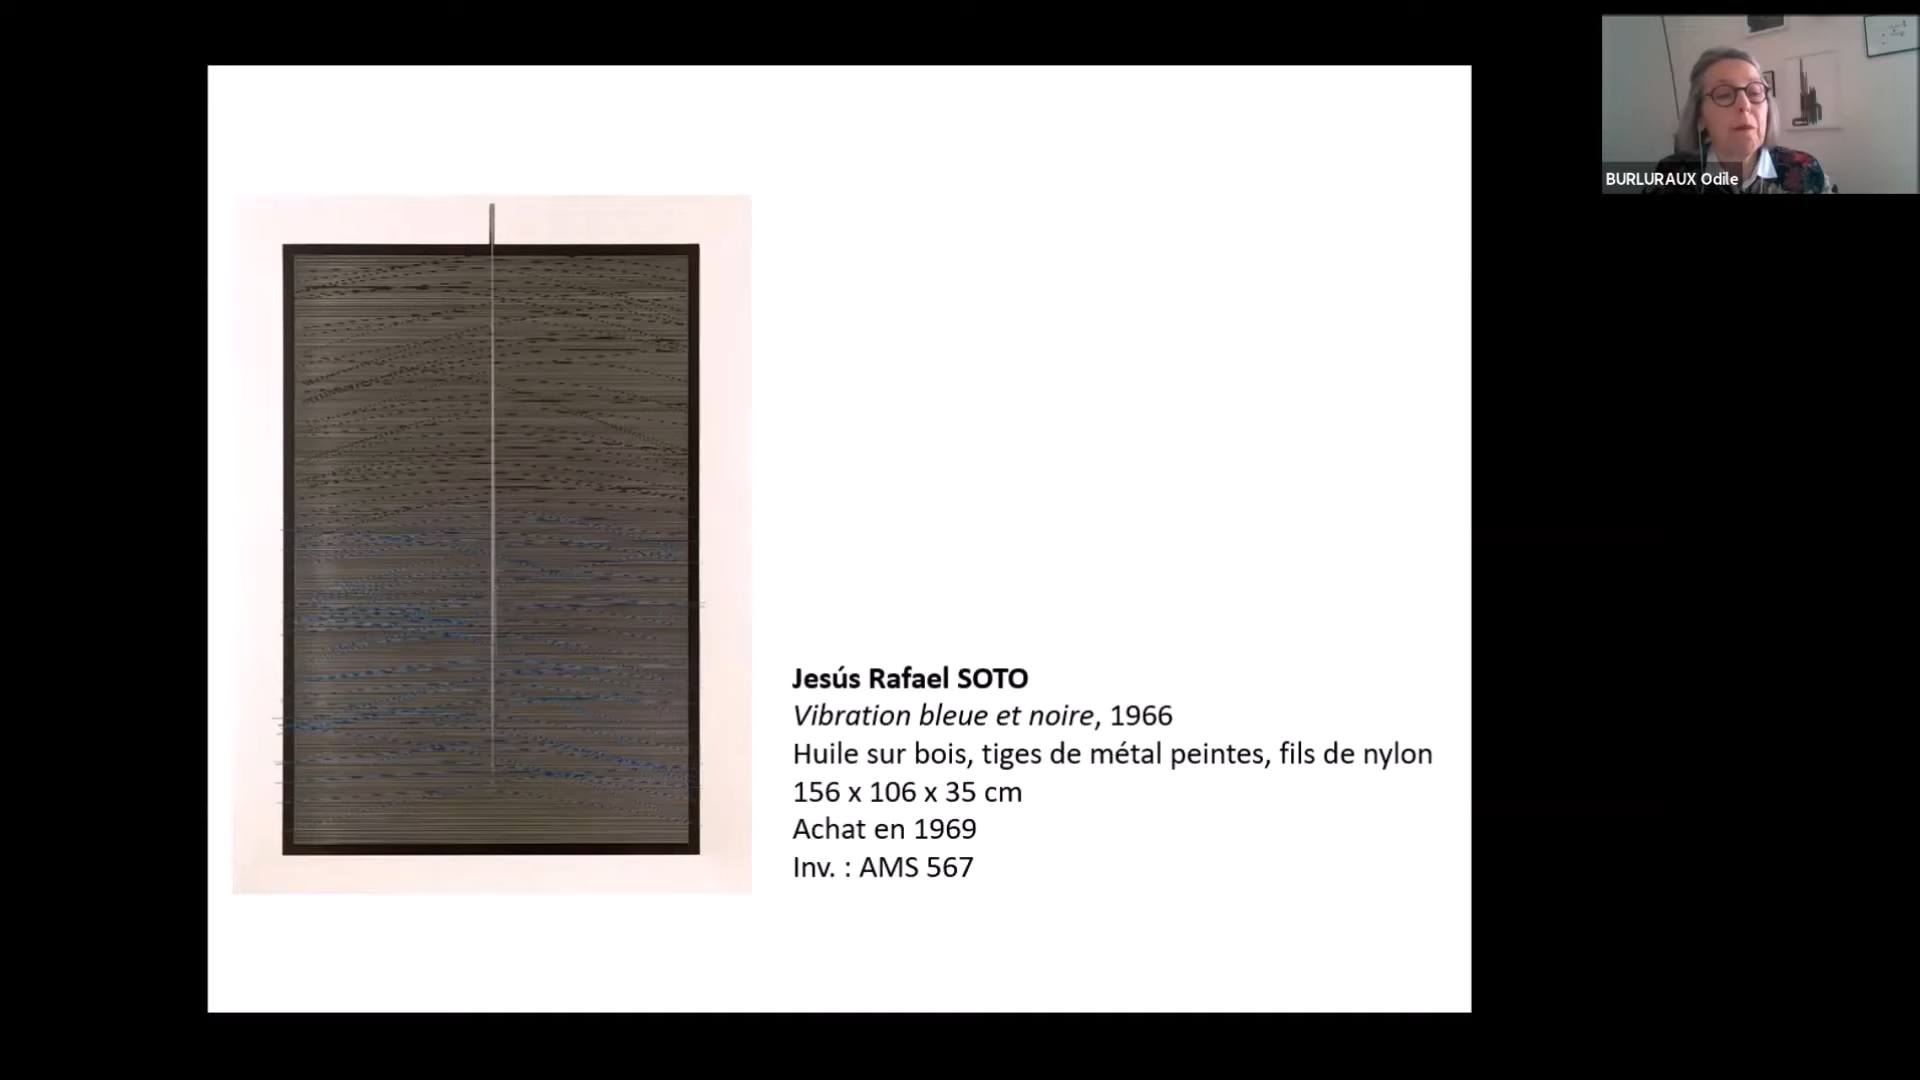 BURLURAUX Odile
Jesús Rafael SOTO
Vibration bleue et noire, 1966
Huile sur bois, tiges de métal peintes, fils de nylon
156 x 106 x 35 cm
Achat en 1969
Inv. : AMS 567